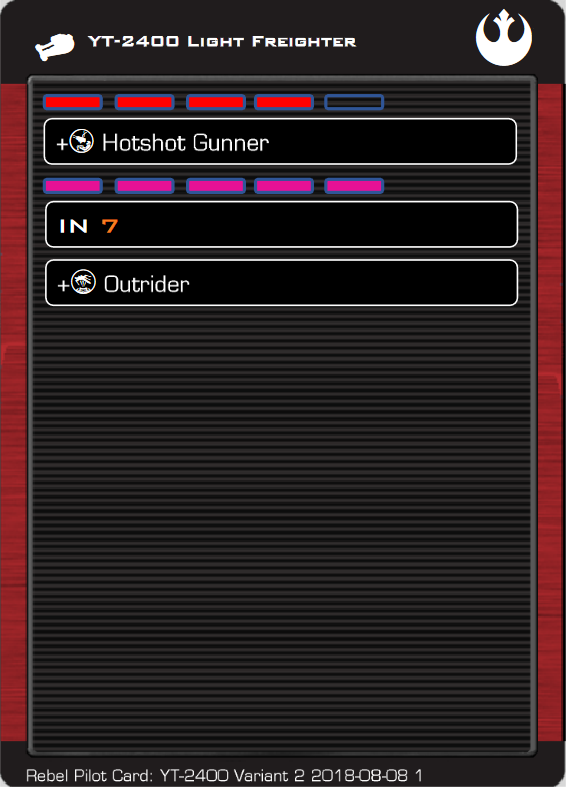 YT-2400 Light Freighter
+ Hotshot Gunner
IN 7
+ Outrider
Rebel Pilot Card: YT-2400 Variant 2 2018-08-08 1